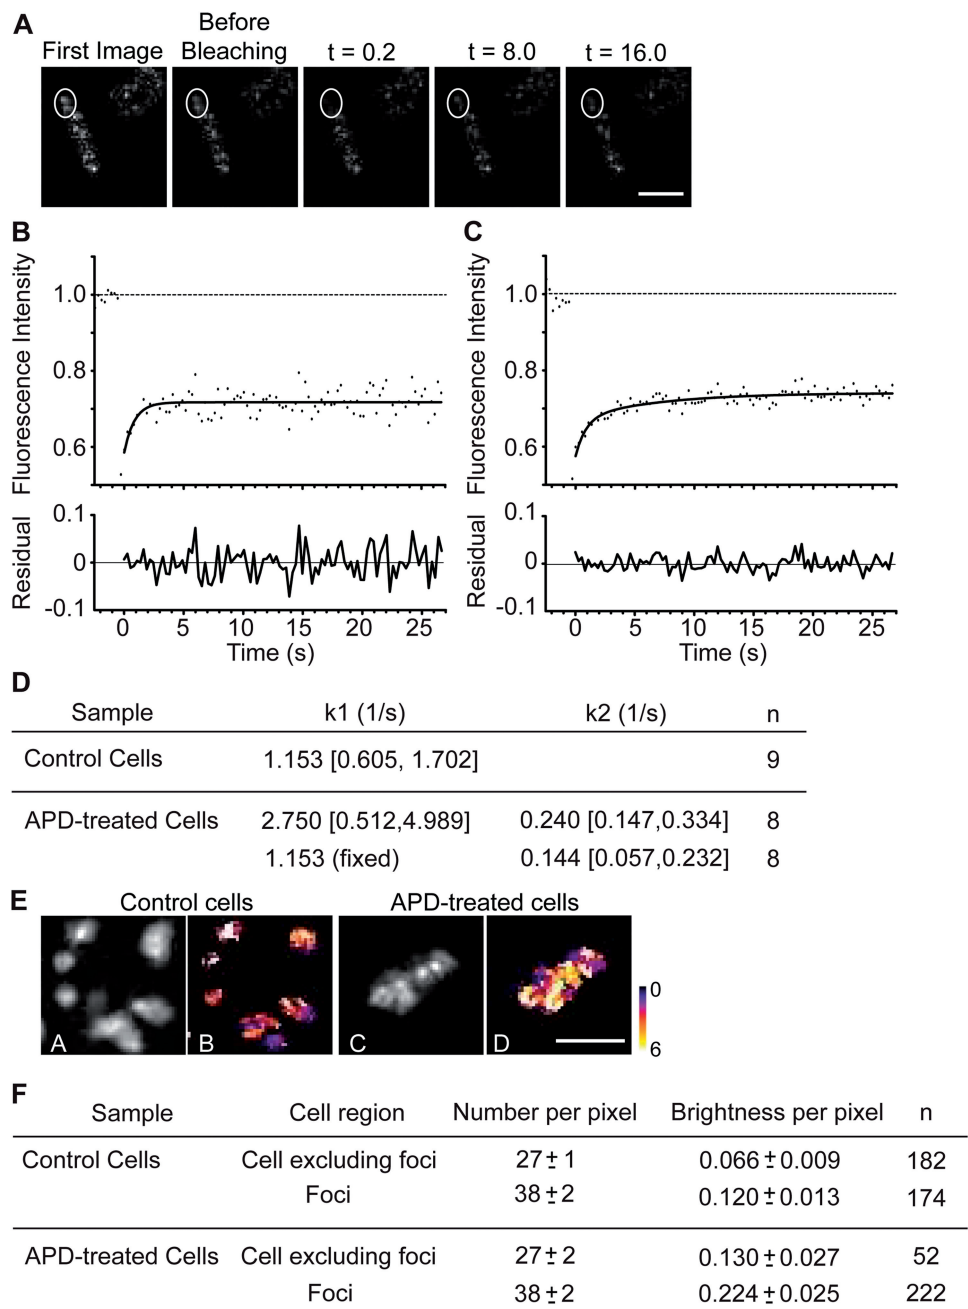 A
First Image
Before
Bleaching
t = 0.2
t = 8.0
t = 16.0
B
C
Fluorescence Intensity
1.0
0.8
0.6
Fluorescence Intensity
1.0
0.8
0.6
Residual
0.1
0
-0.1
0 5 10 15 20 25
Time (s)
Residual
0.1
0
-0.1
0 5 10 15 20 25
Time (s)
D
Sample k1 (1/s) k2 (1/s) n
Control Cells 1.153 [0.605, 1.702] 9
APD-treated Cells 2.750 [0.512,4.989] 0.240 [0.147,0.334] 8
1.153 (fixed) 0.144 [0.057,0.232] 8
E
Control cells APD-treated cells
A B C D
0
6
F
Sample Cell region Number per pixel Brightness per pixel n
Control Cells Cell excluding foci 27 ± 1 0.066 ± 0.009 182
Foci 38 ± 2 0.120 ± 0.013 174
APD-treated Cells Cell excluding foci 27 ± 2 0.130 ± 0.027 52
Foci 38 ± 2 0.224 ± 0.025 222